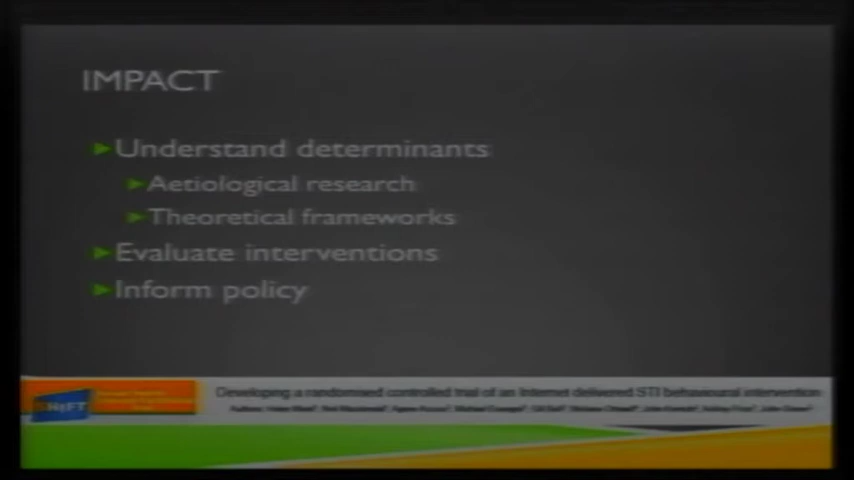 IMPACT
Understand determinants
Aetiological research
Theoretical frameworks
Evaluate interventions
Inform policy
SHIFT
Developing a randomised controlled trial of an Internet delivered STI behavioural intervention